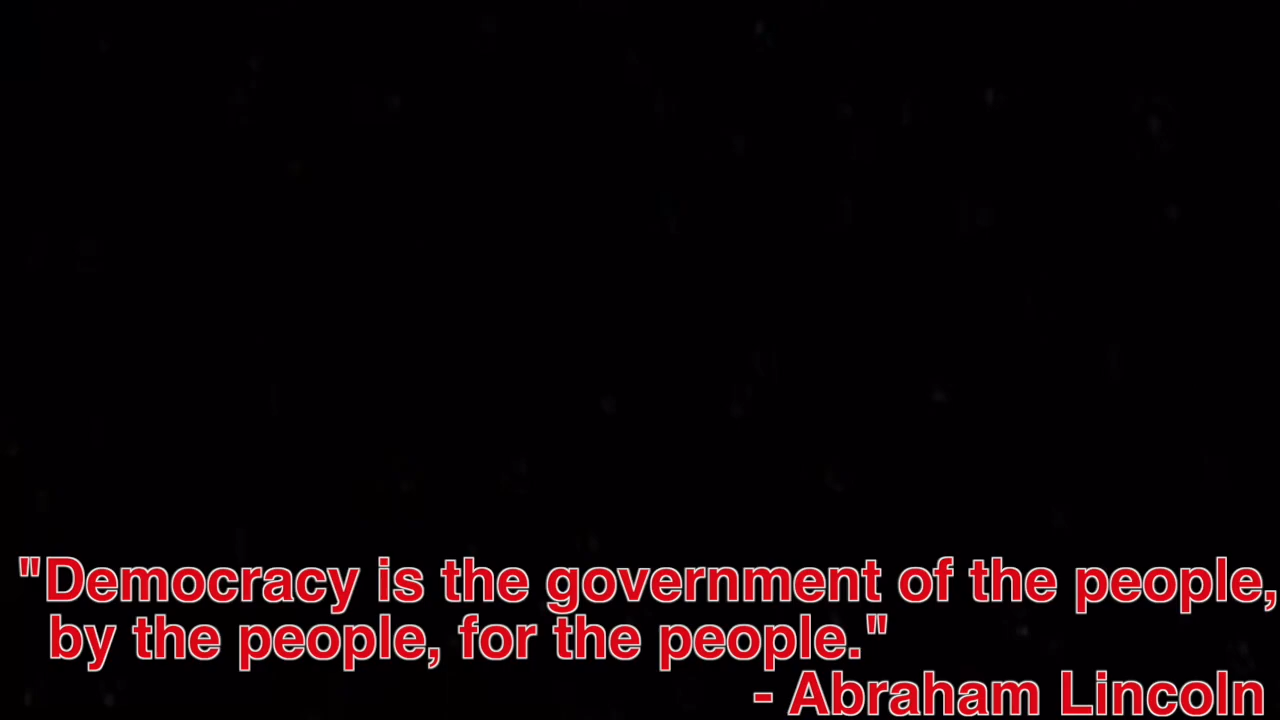 "Democracy is the government of the people,
by the people, for the people."
- Abraham Lincoln